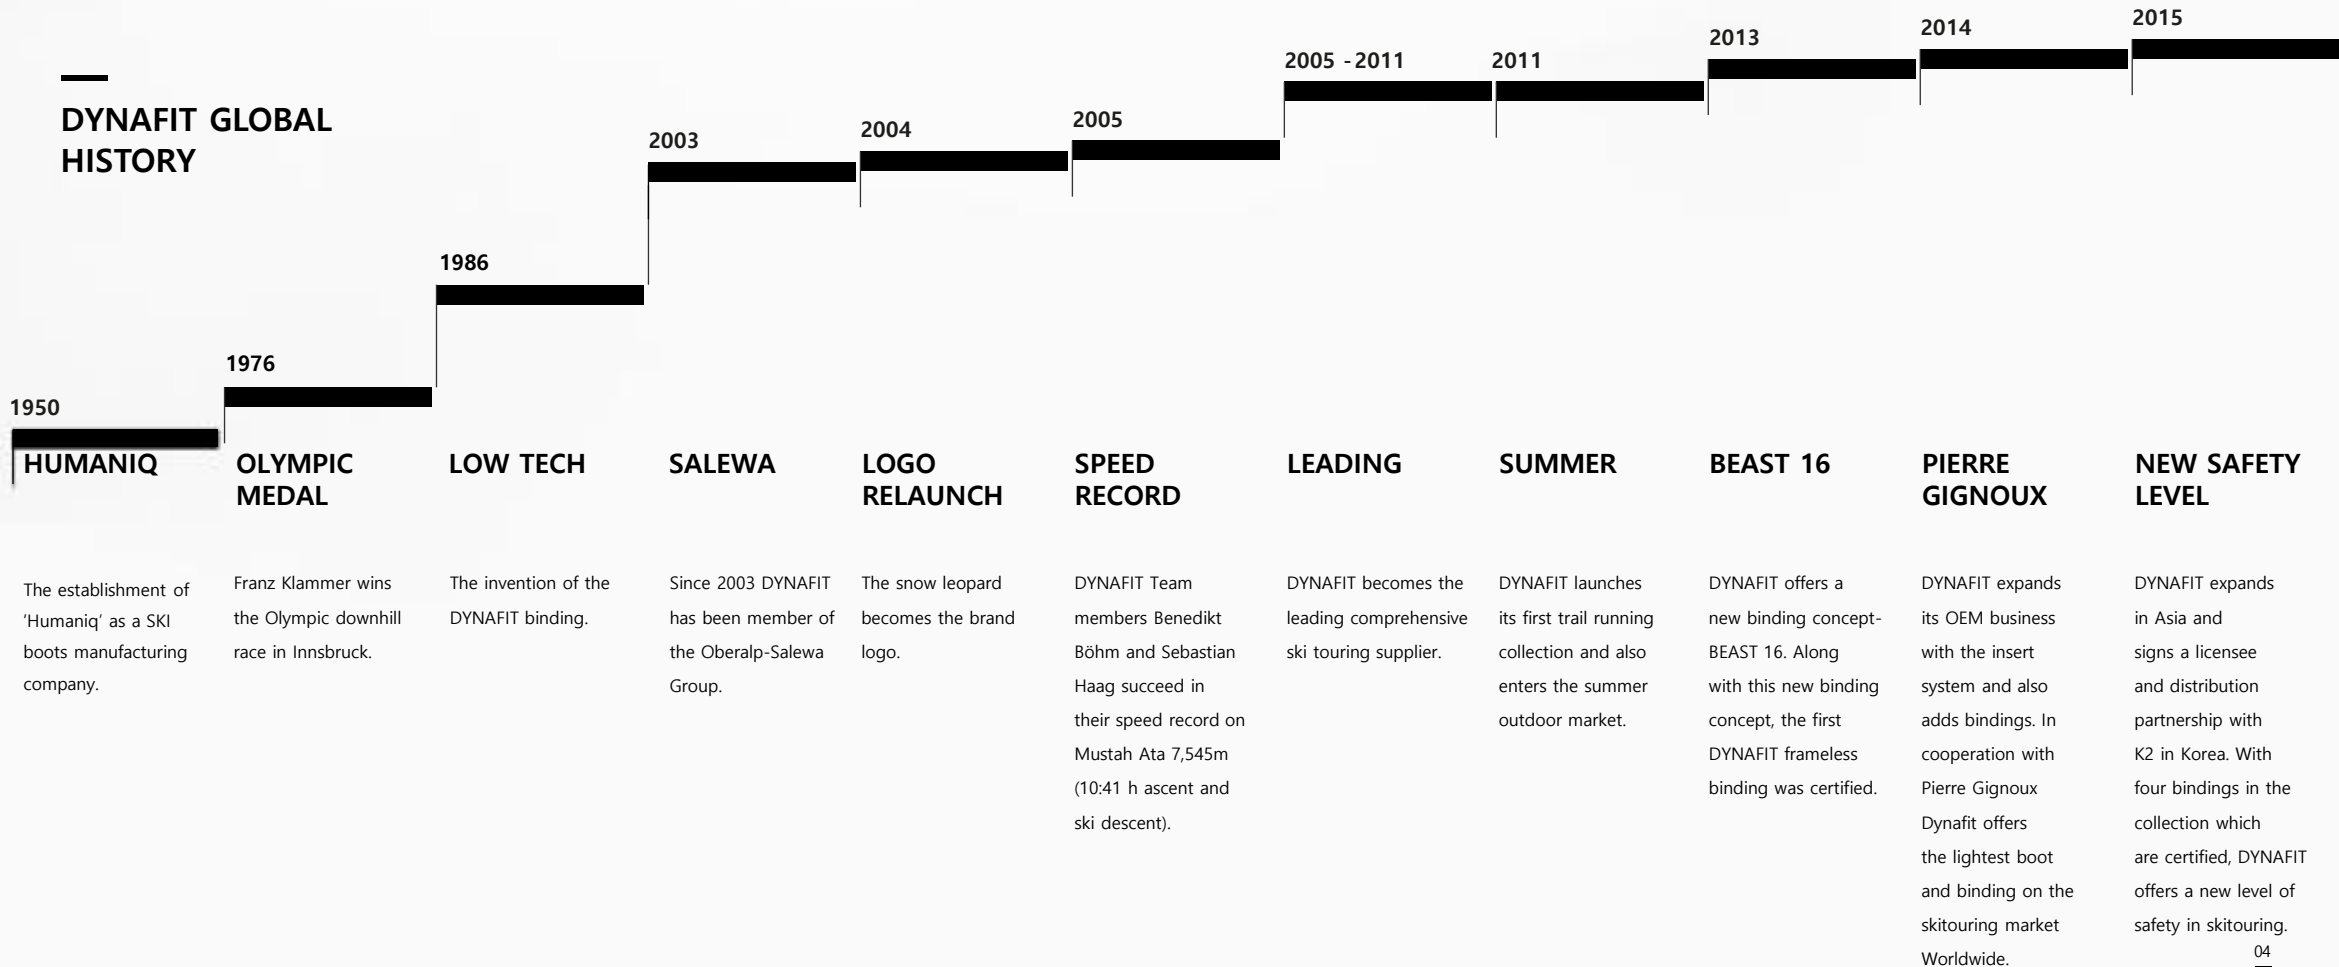 DYNAFIT GLOBAL
HISTORY
1950
HUMANIQ
The establishment of
'Humaniq' as a SKI
boots manufacturing
company.
1976
OLYMPIC
MEDAL
Franz Klammer wins
the Olympic downhill
race in Innsbruck.
1986
LOW TECH
The invention of the
DYNAFIT binding.
2003
SALEWA
Since 2003 DYNAFIT
has been member of
the Oberalp-Salewa
Group.
2004
LOGO
RELAUNCH
The snow leopard
becomes the brand
logo.
2005
SPEED
RECORD
DYNAFIT Team
members Benedikt
Böhm and Sebastian
Haag succeed in
their speed record on
Mustah Ata 7,545m
(10:41 h ascent and
ski descent).
2005 -2011
LEADING
DYNAFIT becomes the
leading comprehensive
ski touring supplier.
2011
SUMMER
DYNAFIT launches
its first trail running
collection and also
enters the summer
outdoor market.
2013
BEAST 16
DYNAFIT offers a
new binding concept-
BEAST 16. Along
with this new binding
concept, the first
DYNAFIT frameless
binding was certified.
2014
PIERRE
GIGNOUX
DYNAFIT expands
its OEM business
with the insert
system and also
adds bindings. In
cooperation with
Pierre Gignoux
Dynafit offers
the lightest boot
and binding on the
skitouring market
Worldwide.
2015
NEW SAFETY
LEVEL
DYNAFIT expands
in Asia and
signs a licensee
and distribution
partnership with
K2 in Korea. With
four bindings in the
collection which
are certified, DYNAFIT
offers a new level of
safety in skitouring.
04